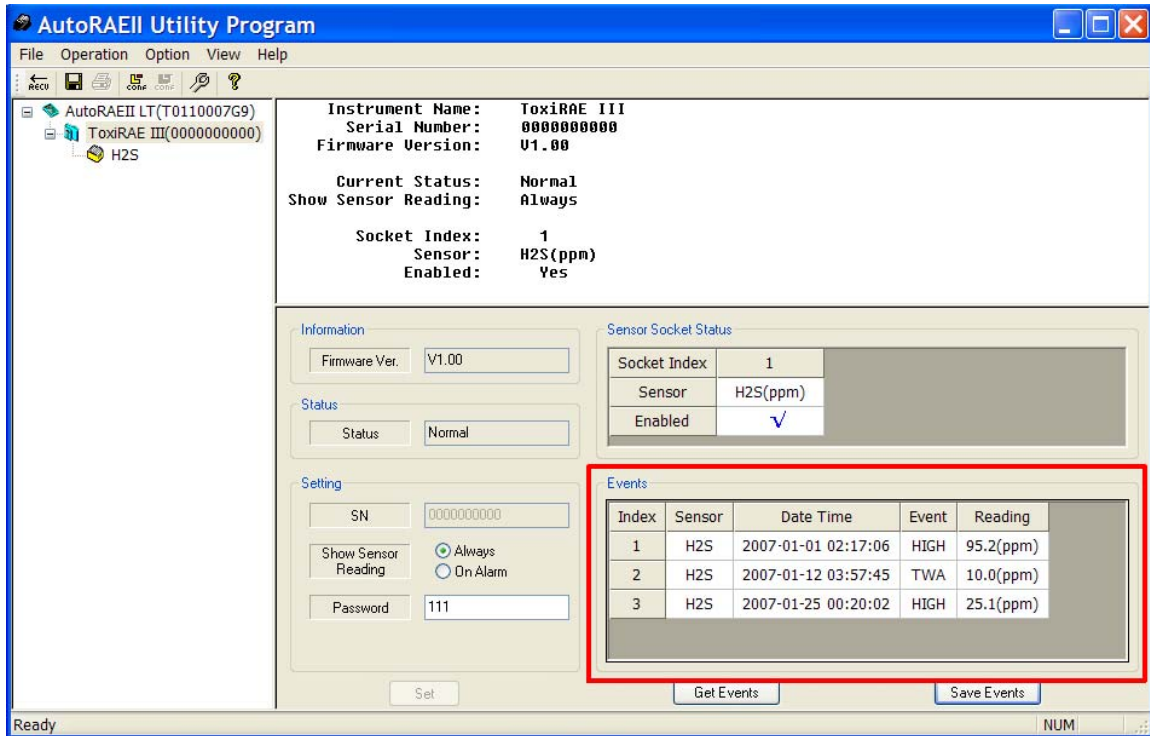 AutoRAEII Utility Program
File Operation Option View Help
RECV CONF CONF
AutoRAEII LT(T0110007G9)
ToxiRAE III(0000000000)
H2S
Instrument Name: ToxiRAE III
Serial Number: 0000000000
Firmware Version: V1.00
Current Status: Normal
Show Sensor Reading: Always
Socket Index: 1
Sensor: H2S(ppm)
Enabled: Yes
Information
Firmware Ver. V1.00
Status
Status Normal
Setting
SN 0000000000
Show Sensor Reading
Always
On Alarm
Password 111
Set
Sensor Socket Status
Socket Index 1
Sensor H2S(ppm)
Enabled √
Events
Index Sensor Date Time Event Reading
1 H2S 2007-01-01 02:17:06 HIGH 95.2(ppm)
2 H2S 2007-01-12 03:57:45 TWA 10.0(ppm)
3 H2S 2007-01-25 00:20:02 HIGH 25.1(ppm)
Get Events Save Events
Ready NUM